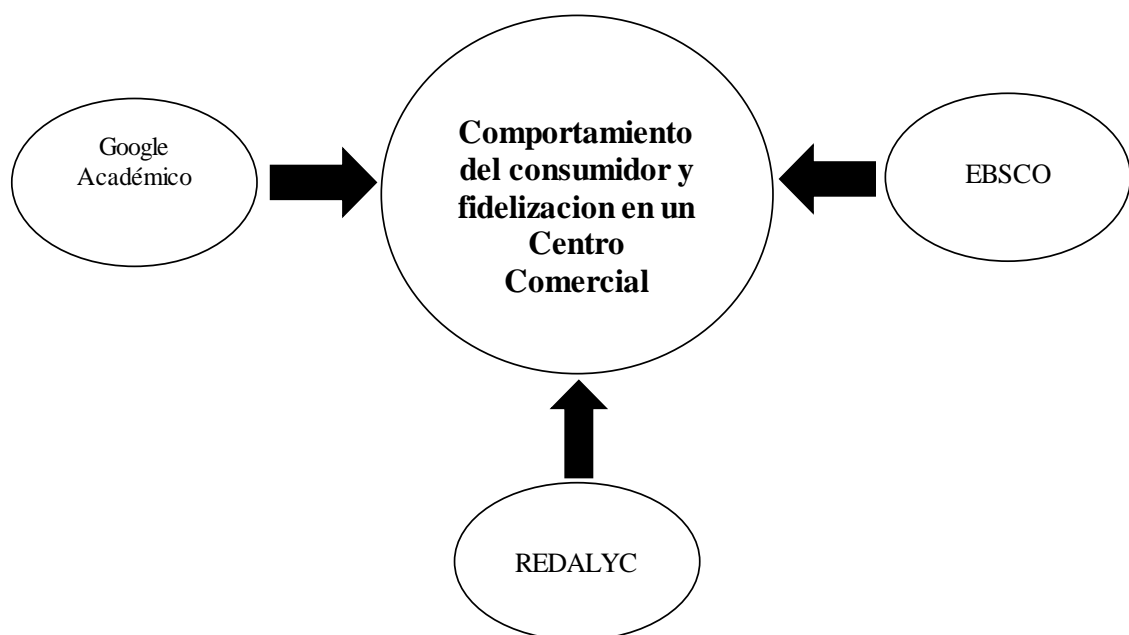 Google
Académico
Comportamiento
del consumidor y
fidelizacion en un
Centro
Comercial
EBSCO
REDALYC